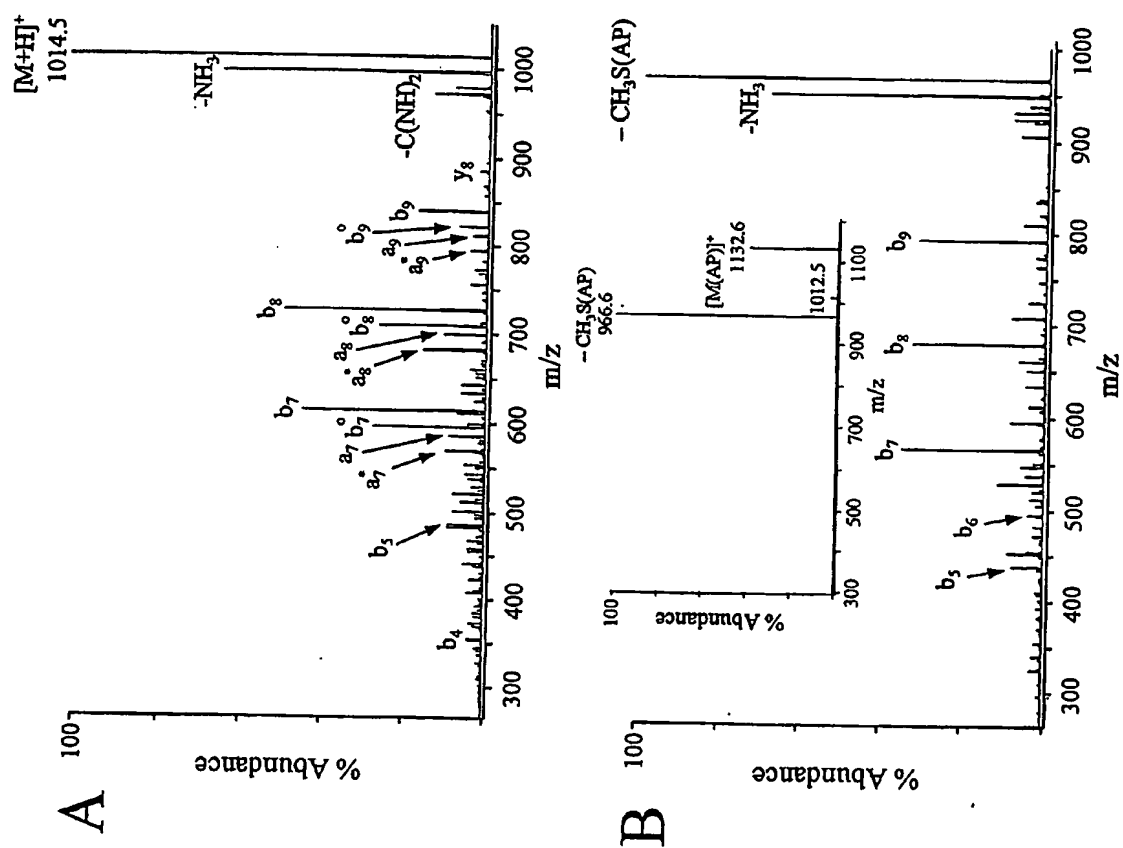 A
100
% Abundance
300
400
500
600
700
800
900
1000
m/z
b4
b5
a7*
a7
b7°
b7
a8*
a8
b8°
b8
a9*
a9
b9°
b9
y8
-C(NH)2
-NH3
[M+H]+
1014.5
B
100
% Abundance
300
400
500
600
700
800
900
1000
m/z
b5
b6
b7
b8
b9
-NH3
– CH3S(AP)
100
% Abundance
300
500
700
900
1100
m/z
– CH3S(AP)
966.6
1012.5
[M(AP)]+
1132.6